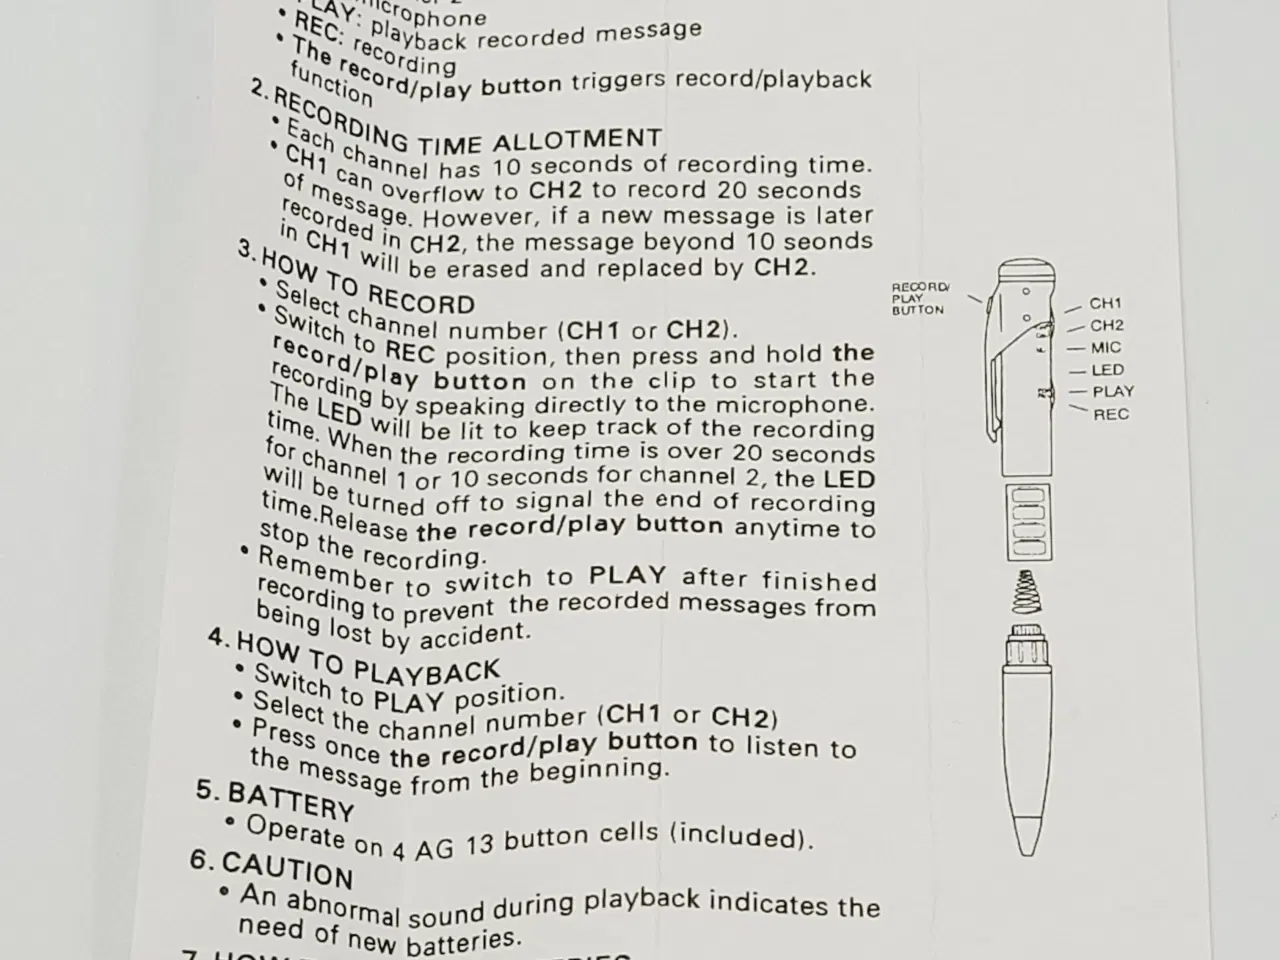 microphone
PLAY: playback recorded message
• REC: recording
• The record/play button triggers record/playback
function
2. RECORDING TIME ALLOTMENT
• Each channel has 10 seconds of recording time.
• CH1 can overflow to CH2 to record 20 seconds
of message. However, if a new message is later
recorded in CH2, the message beyond 10 seonds
in CH1 will be erased and replaced by CH2.
3. HOW TO RECORD
• Select channel number (CH1 or CH2).
• Switch to REC position, then press and hold the
record/play button on the clip to start the
recording by speaking directly to the microphone.
The LED will be lit to keep track of the recording
time. When the recording time is over 20 seconds
for channel 1 or 10 seconds for channel 2, the LED
will be turned off to signal the end of recording
time.Release the record/play button anytime to
stop the recording.
• Remember to switch to PLAY after finished
recording to prevent the recorded messages from
being lost by accident.
4. HOW TO PLAYBACK
• Switch to PLAY position.
• Select the channel number (CH1 or CH2)
• Press once the record/play button to listen to
the message from the beginning.
5. BATTERY
• Operate on 4 AG 13 button cells (included).
6. CAUTION
• An abnormal sound during playback indicates the
need of new batteries.
7. HOW
RECORD/
PLAY
BUTTON
CH1
CH2
MIC
LED
PLAY
REC